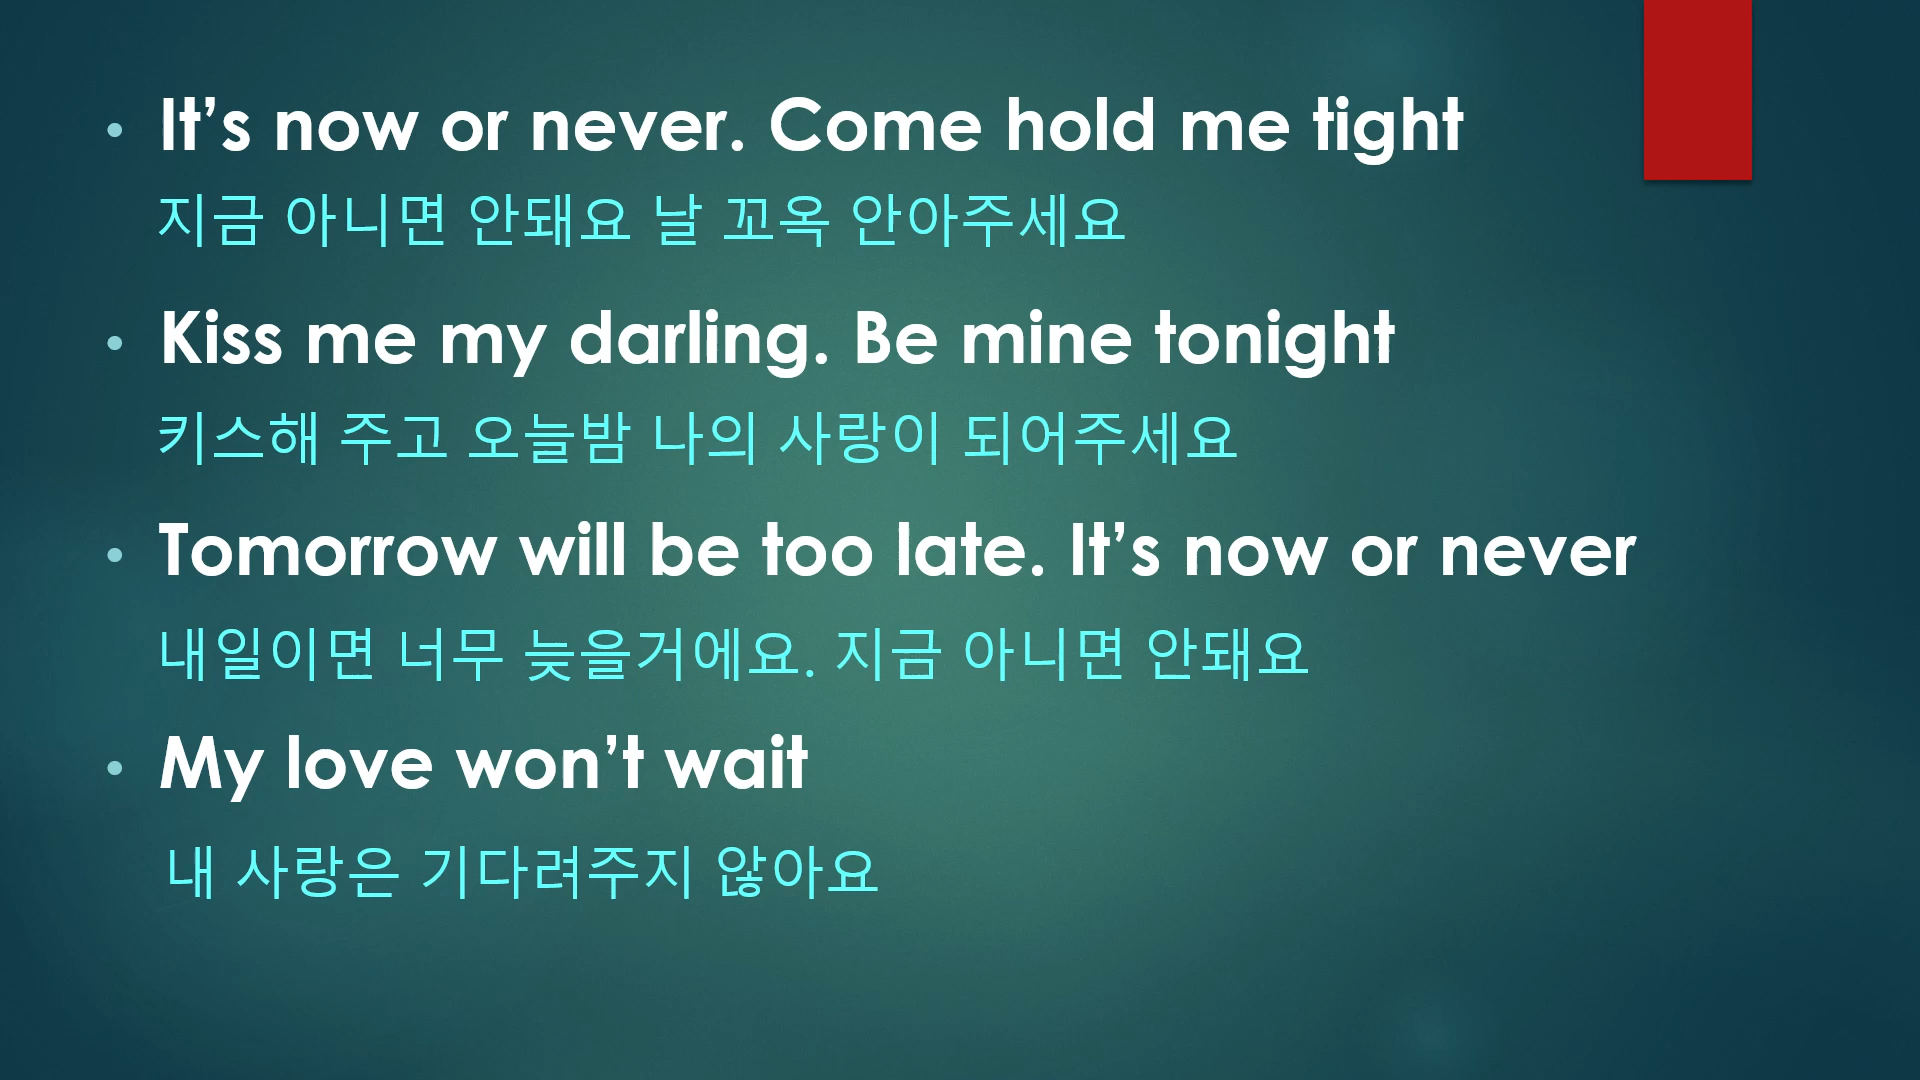 • It’s now or never. Come hold me tight
지금 아니면 안돼요 날 꼬옥 안아주세요
• Kiss me my darling. Be mine tonight
키스해 주고 오늘밤 나의 사랑이 되어주세요
• Tomorrow will be too late. It’s now or never
내일이면 너무 늦을거에요. 지금 아니면 안돼요
• My love won’t wait
내 사랑은 기다려주지 않아요